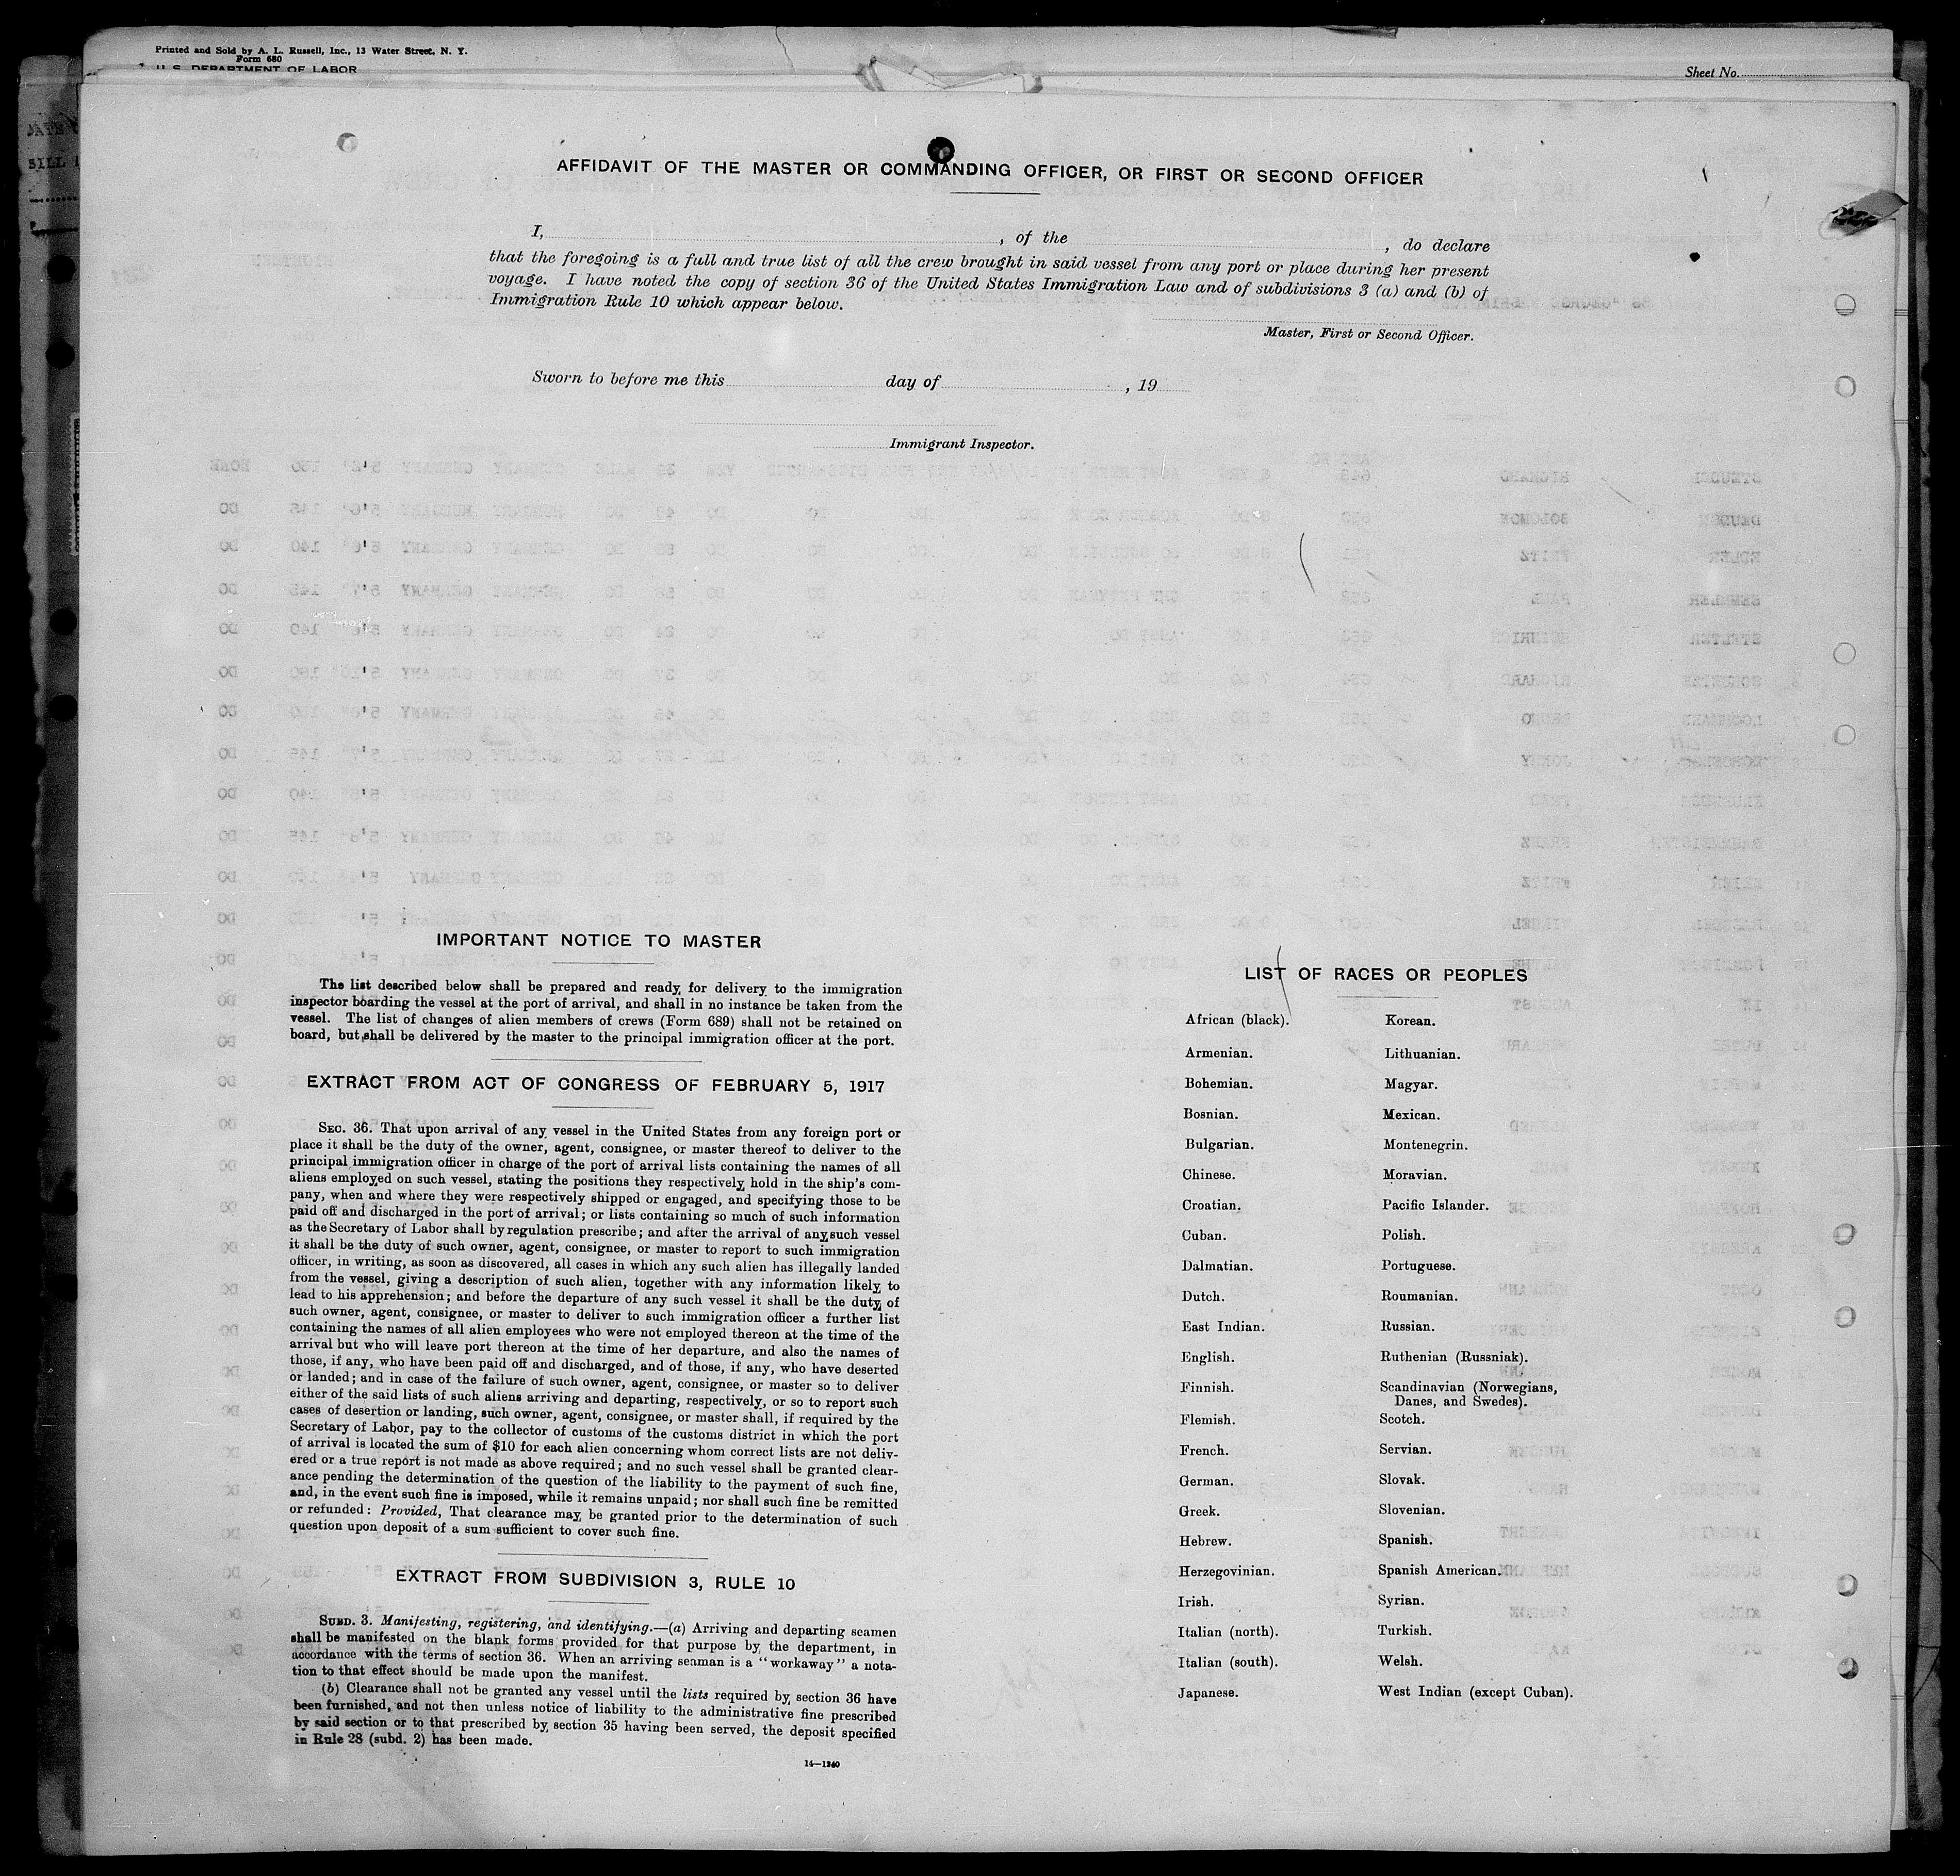 Printed and Sold by A. L. Russell, Inc., 13 Water Street, N. Y.
Form 680
U. S. DEPARTMENT OF LABOR
Sheet No.
AFFIDAVIT OF THE MASTER OR COMMANDING OFFICER, OR FIRST OR SECOND OFFICER
I, , of the , do declare
that the foregoing is a full and true list of all the crew brought in said vessel from any port or place during her present
voyage. I have noted the copy of section 36 of the United States Immigration Law and of subdivisions 3 (a) and (b) of
Immigration Rule 10 which appear below.
Master, First or Second Officer.
Sworn to before me this day of , 19
Immigrant Inspector.
IMPORTANT NOTICE TO MASTER
The list described below shall be prepared and ready for delivery to the immigration
inspector boarding the vessel at the port of arrival, and shall in no instance be taken from the
vessel. The list of changes of alien members of crews (Form 689) shall not be retained on
board, but shall be delivered by the master to the principal immigration officer at the port.
EXTRACT FROM ACT OF CONGRESS OF FEBRUARY 5, 1917
SEC. 36. That upon arrival of any vessel in the United States from any foreign port or
place it shall be the duty of the owner, agent, consignee, or master thereof to deliver to the
principal immigration officer in charge of the port of arrival lists containing the names of all
aliens employed on such vessel, stating the positions they respectively hold in the ship's com-
pany, when and where they were respectively shipped or engaged, and specifying those to be
paid off and discharged in the port of arrival; or lists containing so much of such information
as the Secretary of Labor shall by regulation prescribe; and after the arrival of any such vessel
it shall be the duty of such owner, agent, consignee, or master to report to such immigration
officer, in writing, as soon as discovered, all cases in which any such alien has illegally landed
from the vessel, giving a description of such alien, together with any information likely to
lead to his apprehension; and before the departure of any such vessel it shall be the duty of
such owner, agent, consignee, or master to deliver to such immigration officer a further list
containing the names of all alien employees who were not employed thereon at the time of the
arrival but who will leave port thereon at the time of her departure, and also the names of
those, if any, who have been paid off and discharged, and of those, if any, who have deserted
or landed; and in case of the failure of such owner, agent, consignee, or master so to deliver
either of the said lists of such aliens arriving and departing, respectively, or so to report such
cases of desertion or landing, such owner, agent, consignee, or master shall, if required by the
Secretary of Labor, pay to the collector of customs of the customs district in which the port
of arrival is located the sum of $10 for each alien concerning whom correct lists are not deliv-
ered or a true report is not made as above required; and no such vessel shall be granted clear-
ance pending the determination of the question of the liability to the payment of such fine,
and, in the event such fine is imposed, while it remains unpaid; nor shall such fine be remitted
or refunded: Provided, That clearance may be granted prior to the determination of such
question upon deposit of a sum sufficient to cover such fine.
EXTRACT FROM SUBDIVISION 3, RULE 10
SUBD. 3. Manifesting, registering, and identifying.—(a) Arriving and departing seamen
shall be manifested on the blank forms provided for that purpose by the department, in
accordance with the terms of section 36. When an arriving seaman is a "workaway" a nota-
tion to that effect should be made upon the manifest.
(b) Clearance shall not be granted any vessel until the lists required by section 36 have
been furnished, and not then unless notice of liability to the administrative fine prescribed
by said section or to that prescribed by section 35 having been served, the deposit specified
in Rule 28 (subd. 2) has been made.
14—1240
LIST OF RACES OR PEOPLES
African (black).
Armenian.
Bohemian.
Bosnian.
Bulgarian.
Chinese.
Croatian.
Cuban.
Dalmatian.
Dutch.
East Indian.
English.
Finnish.
Flemish.
French.
German.
Greek.
Hebrew.
Herzegovinian.
Irish.
Italian (north).
Italian (south).
Japanese.
Korean.
Lithuanian.
Magyar.
Mexican.
Montenegrin.
Moravian.
Pacific Islander.
Polish.
Portuguese.
Roumanian.
Russian.
Ruthenian (Russniak).
Scandinavian (Norwegians,
Danes, and Swedes).
Scotch.
Servian.
Slovak.
Slovenian.
Spanish.
Spanish American.
Syrian.
Turkish.
Welsh.
West Indian (except Cuban).